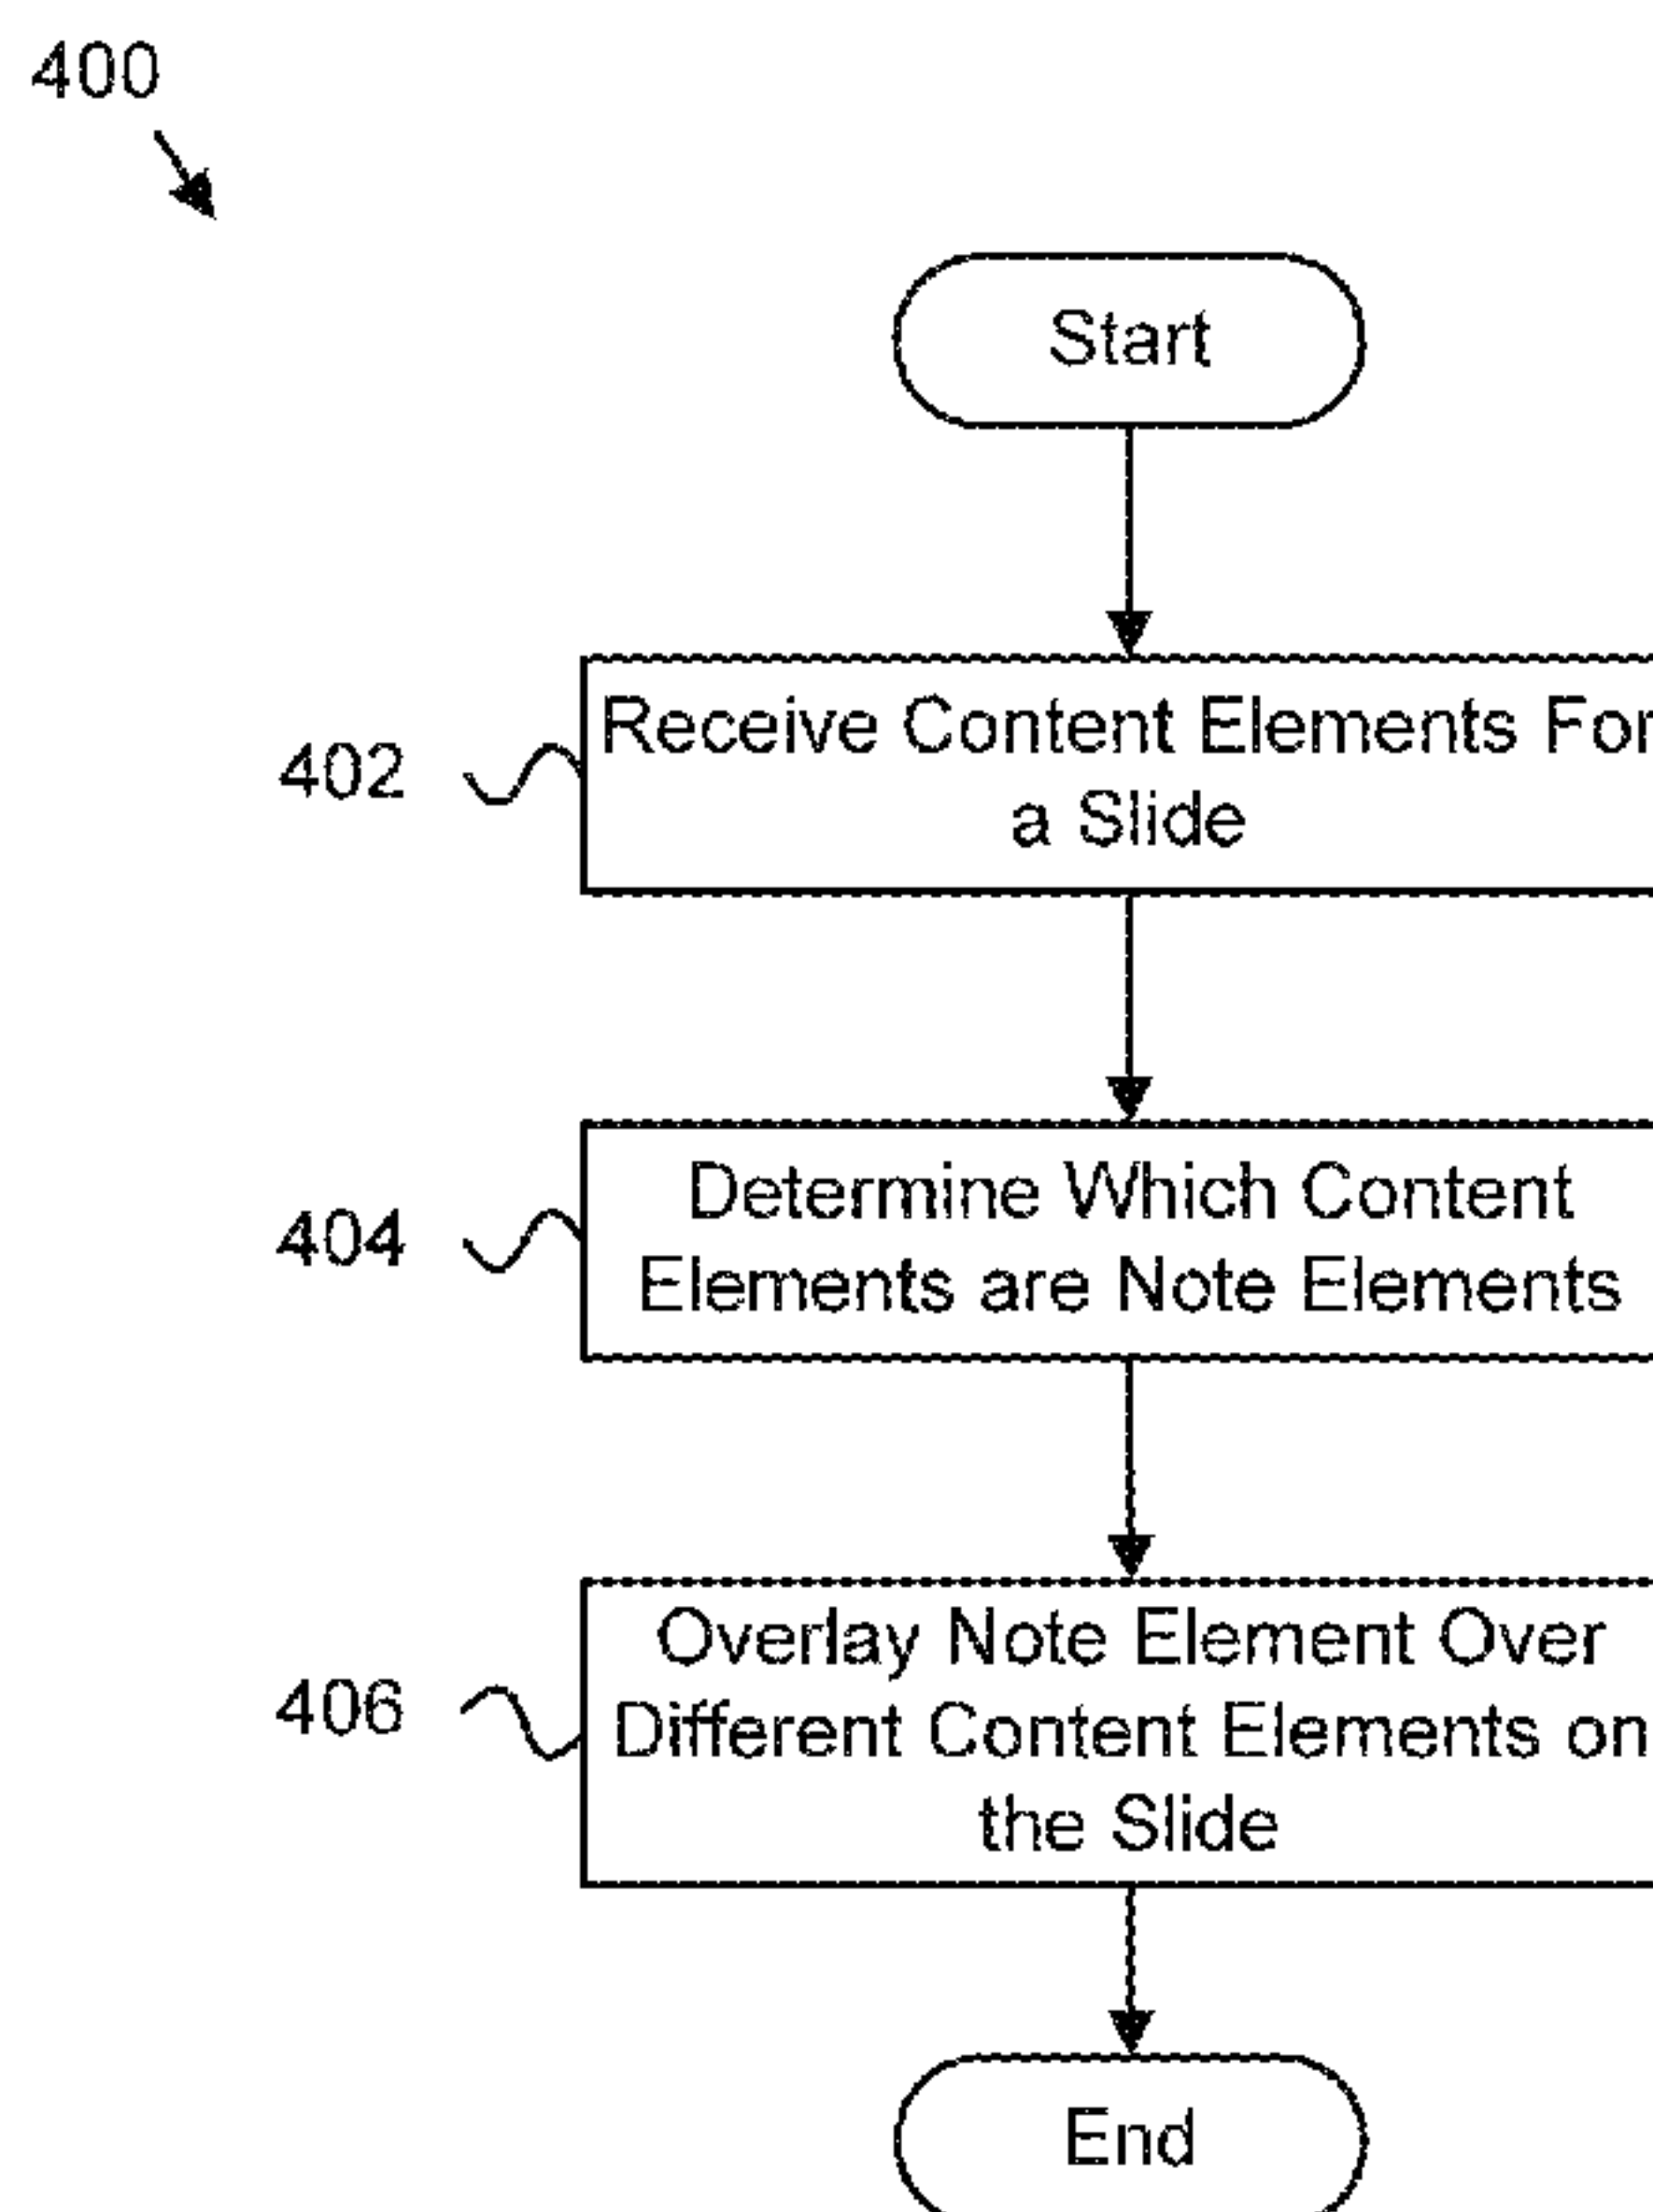 400
Start
402
Receive Content Elements For
a Slide
404
Determine Which Content
Elements are Note Elements
406
Overlay Note Element Over
Different Content Elements on
the Slide
End